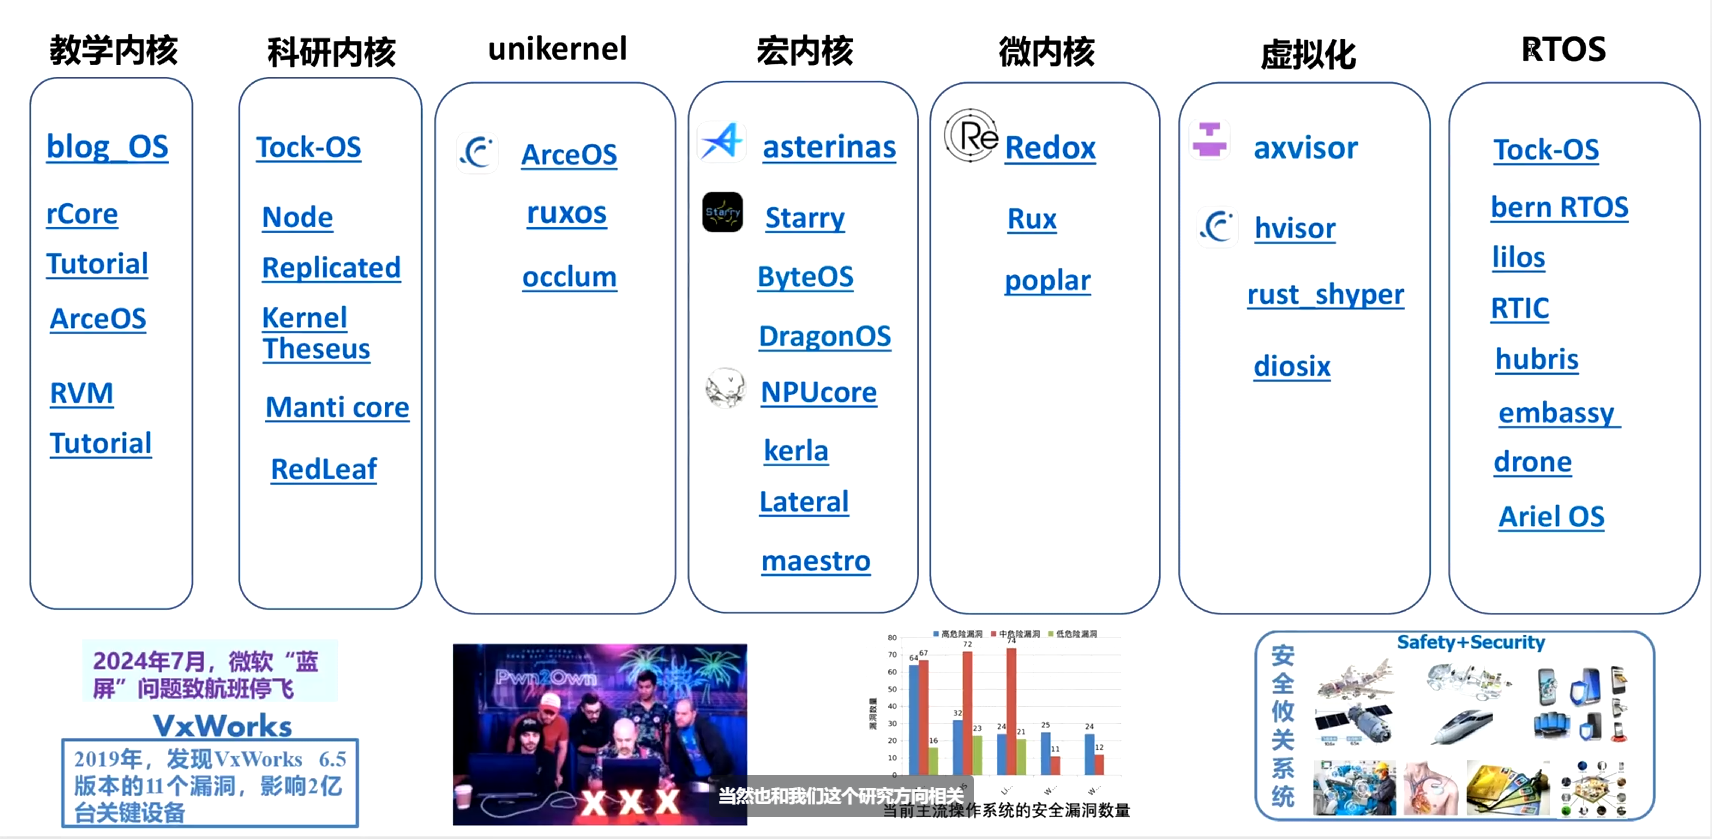 教学内核
blog_OS
rCore
Tutorial
ArceOS
RVM
Tutorial
科研内核
Tock-OS
Node
Replicated
Kernel
Theseus
Manti core
RedLeaf
unikernel
ArceOS
ruxos
occlum
宏内核
asterinas
Starry
Starry
ByteOS
DragonOS
NPUcore
kerla
Lateral
maestro
微内核
Re
Redox
Rux
poplar
虚拟化
axvisor
hvisor
rust_shyper
diosix
RTOS
Tock-OS
bern RTOS
lilos
RTIC
hubris
embassy
drone
Ariel OS
2024年7月，微软“蓝
屏”问题致航班停飞
VxWorks
2019年，发现VxWorks 6.5
版本的11个漏洞，影响2亿
台关键设备
Pwn2Own
XXX
高危险漏洞 中危险漏洞 低危险漏洞
漏洞数量
80
70
60
50
40
30
20
10
0
64 67 16
32 72 23
24 74 21
25 11
24 12
Li... W... W...
当前主流操作系统的安全漏洞数量
当然也和我们这个研究方向相关
Safety+Security
安全攸关系统